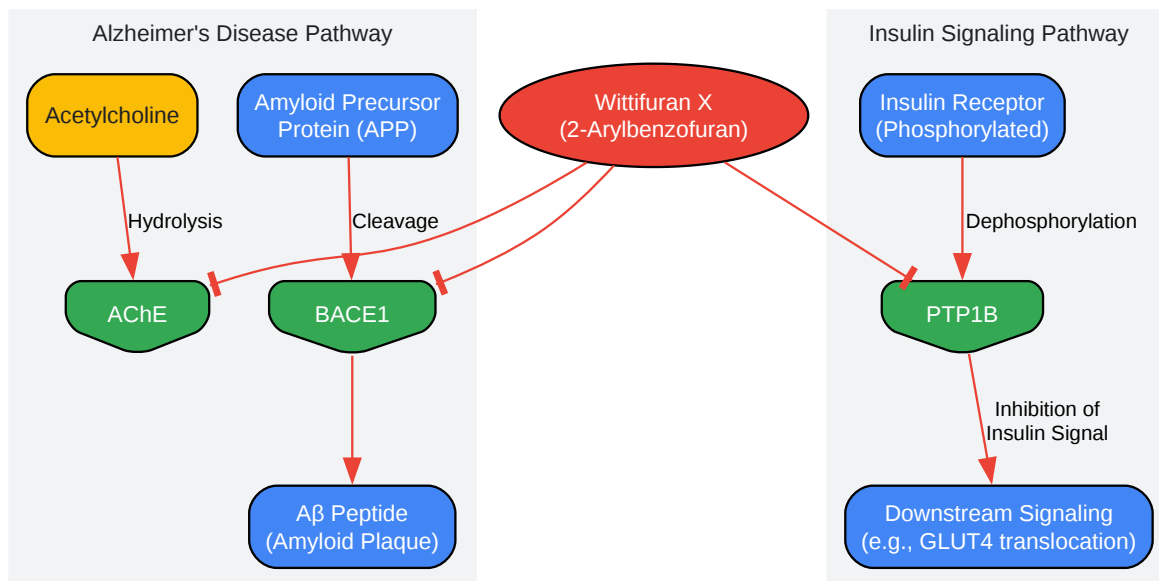 Alzheimer's Disease Pathway
Insulin Signaling Pathway
Acetylcholine
Amyloid Precursor
Protein (APP)
Wittifuran X
(2-Arylbenzofuran)
Insulin Receptor
(Phosphorylated)
Hydrolysis
Cleavage
Dephosphorylation
AChE
BACE1
PTP1B
Inhibition of
Insulin Signal
Aβ Peptide
(Amyloid Plaque)
Downstream Signaling
(e.g., GLUT4 translocation)